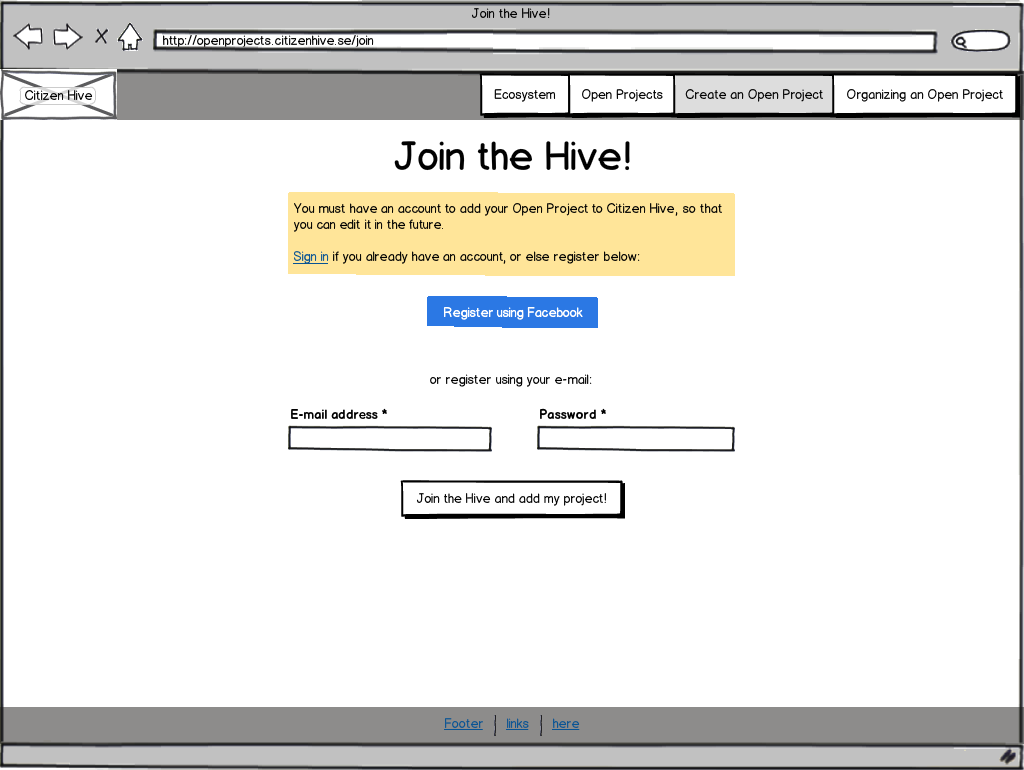 Join the Hive!
http://openprojects.citizenhive.se/join
Citizen Hive
Ecosystem
Open Projects
Create an Open Project
Organizing an Open Project
Join the Hive!
You must have an account to add your Open Project to Citizen Hive, so that
you can edit it in the future.
Sign in if you already have an account, or else register below:
Register using Facebook
or register using your e-mail:
E-mail address *
Password *
Join the Hive and add my project!
Footer
links
here